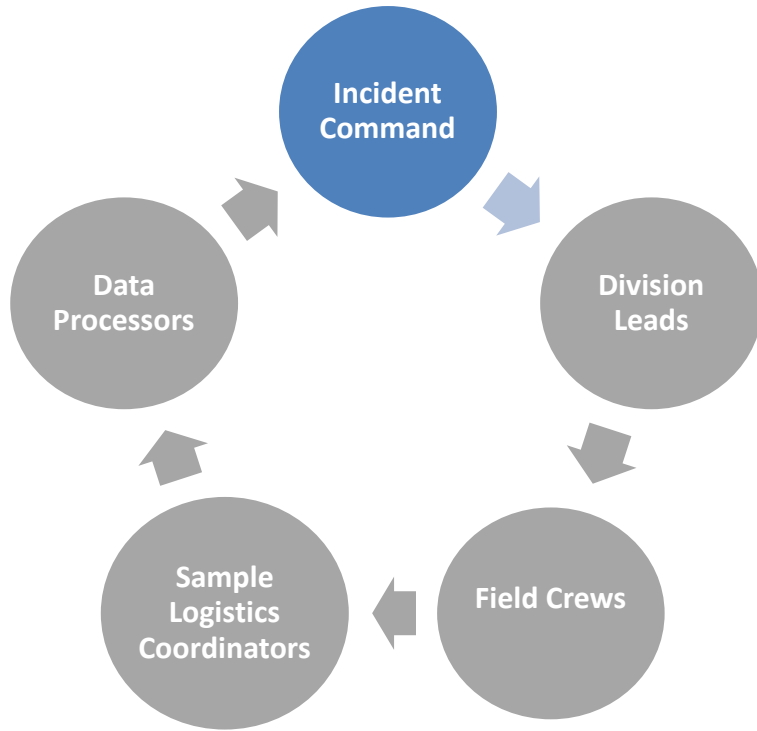 Incident
Command
Division
Leads
Field Crews
Sample
Logistics
Coordinators
Data
Processors